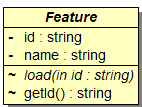 Feature
- id : string
- name : string
~ load(in id : string)
~ getId() : string